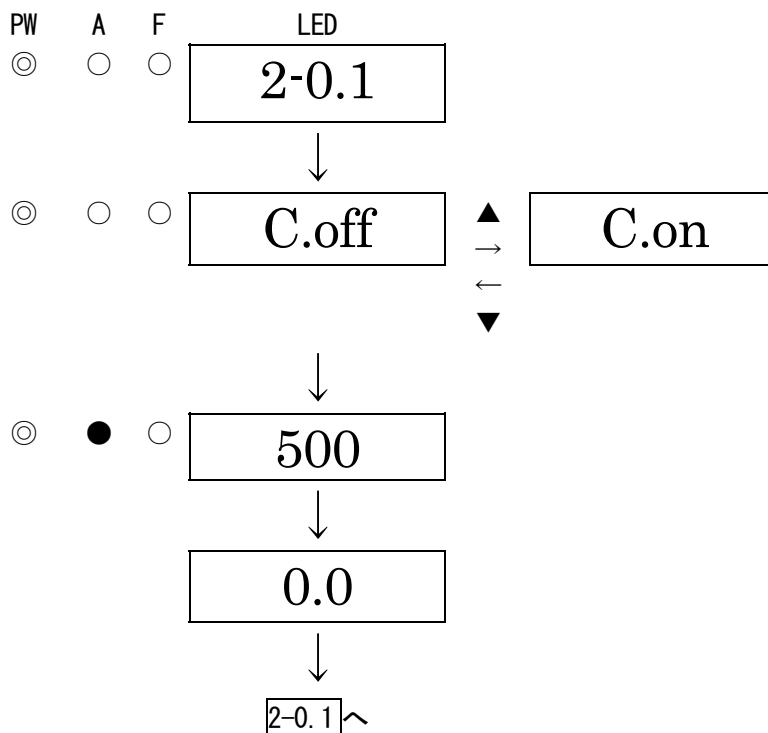 PW A F LED
◎ ○ ○ 2-0.1
↓
◎ ○ ○ C.off ▲ C.on
→
←
▼
↓
◎ ● ○ 500
↓
0.0
↓
2-0.1へ